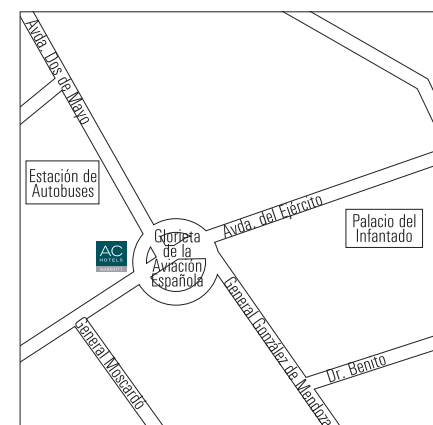 Avda. Dos de Mayo
Estación de
Autobuses
AC
HOTELS
MARRIOTT
Glorieta
de la
Aviación
Española
Avda. del Ejército
Palacio del
Infantado
General Moscardó
General González de Mendoza
Dr. Benito